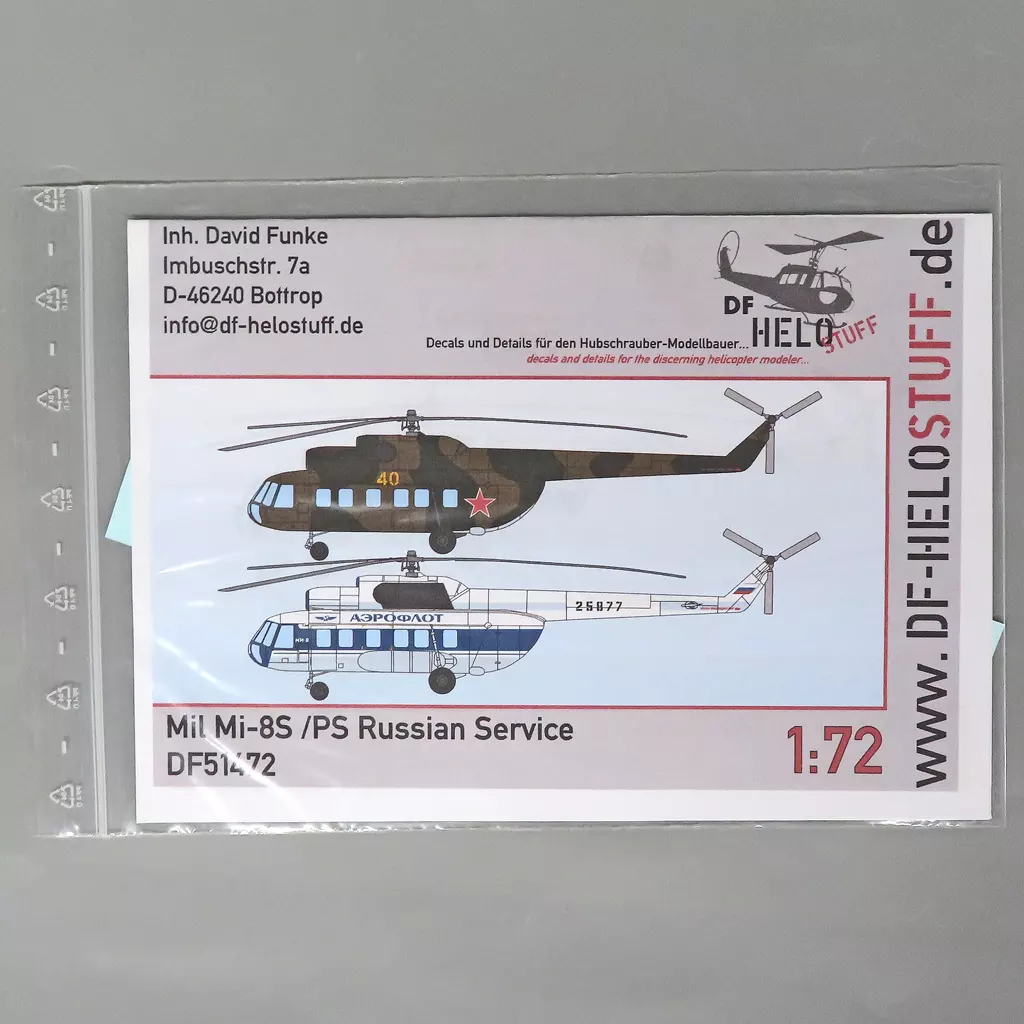 Inh. David Funke
Imbuschstr. 7a
D-46240 Bottrop
info@df-helostuff.de
DF
HELO
STUFF
Decals und Details für den Hubschrauber-Modellbauer...
decals and details for the discerning helicopter modeler...
40
25877
АЭРОФЛОТ
МИ-8
Mil Mi-8S /PS Russian Service
DF51472
1:72
www.DF-HELOSTUFF.de